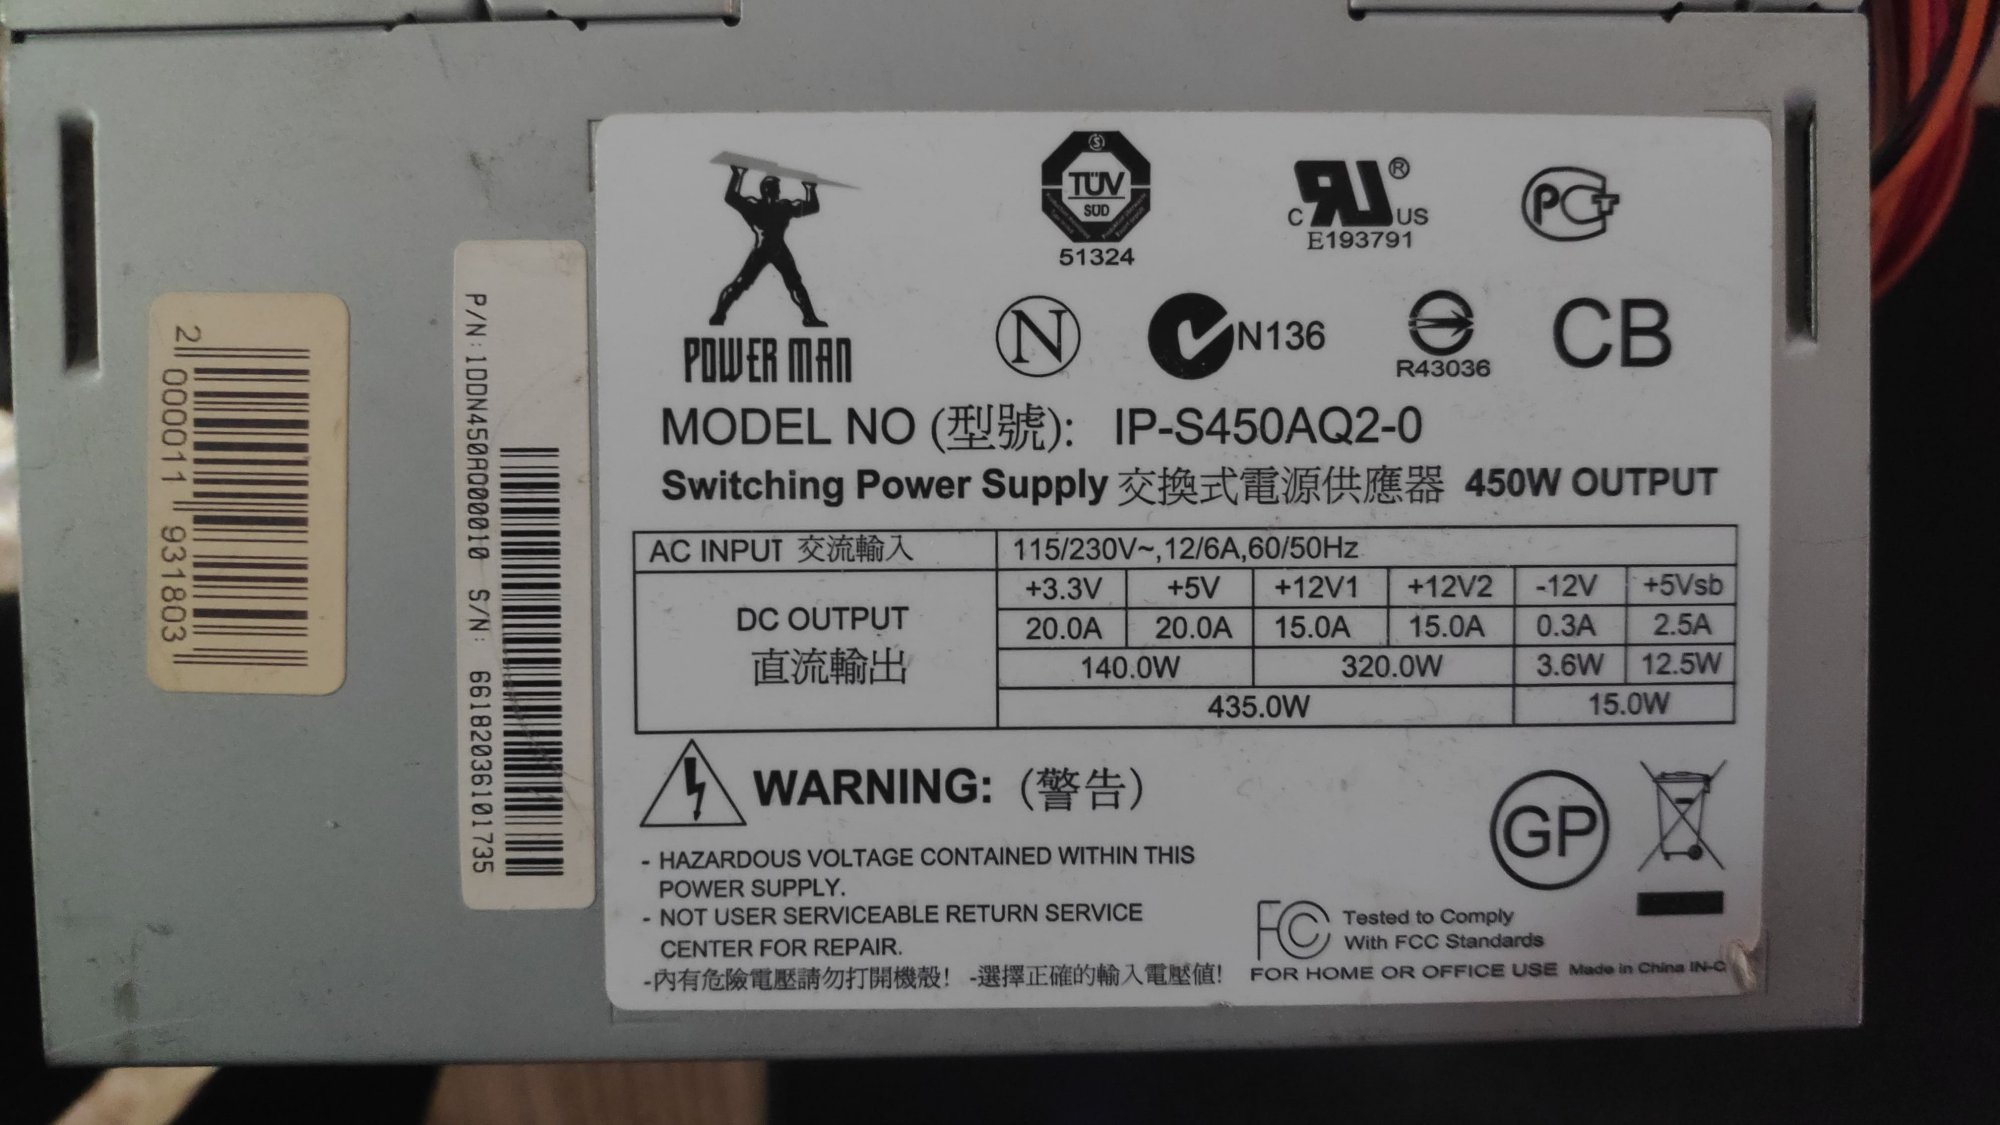 2 000011 931803
P/N:1DDN450AQ00010 S/N: 66182036101735
POWER MAN
TÜV
SÜD
51324
C US ®
E193791
PCT
N
N136
R43036
CB
MODEL NO (型號): IP-S450AQ2-0
Switching Power Supply 交換式電源供應器 450W OUTPUT
AC INPUT 交流輸入 115/230V~,12/6A,60/50Hz
DC OUTPUT
直流輸出
+3.3V +5V +12V1 +12V2 -12V +5Vsb
20.0A 20.0A 15.0A 15.0A 0.3A 2.5A
140.0W 320.0W 3.6W 12.5W
435.0W 15.0W
WARNING: (警告)
- HAZARDOUS VOLTAGE CONTAINED WITHIN THIS
POWER SUPPLY.
- NOT USER SERVICEABLE RETURN SERVICE
CENTER FOR REPAIR.
-內有危險電壓請勿打開機殼! -選擇正確的輸入電壓值!
GP
FC Tested to Comply
With FCC Standards
FOR HOME OR OFFICE USE Made in China IN-C